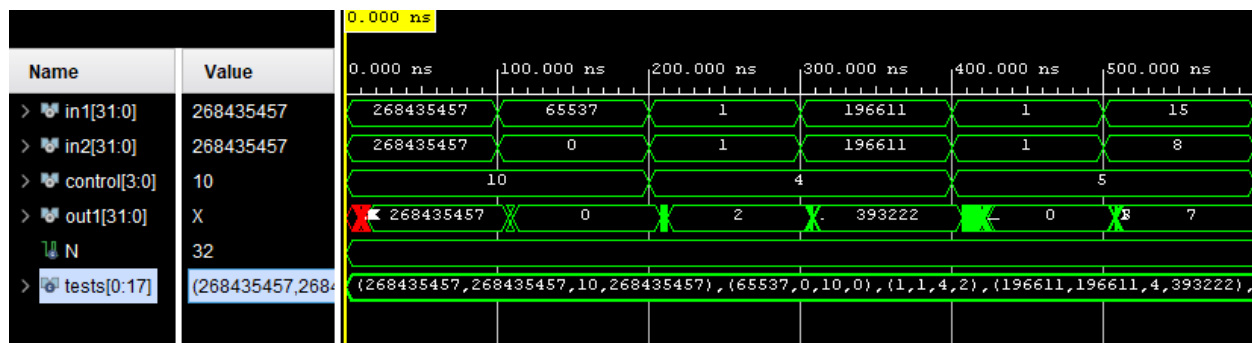 0.000 ns
Name Value 0.000 ns 100.000 ns 200.000 ns 300.000 ns 400.000 ns 500.000 ns
in1[31:0] 268435457 268435457 65537 1 196611 1 15
in2[31:0] 268435457 268435457 0 1 196611 1 8
control[3:0] 10 10 4 5
out1[31:0] X 268435457 0 2 393222 0 7
N 32
tests[0:17] (268435457,268 (268435457,268435457,10,268435457),(65537,0,10,0),(1,1,4,2),(196611,196611,4,393222),